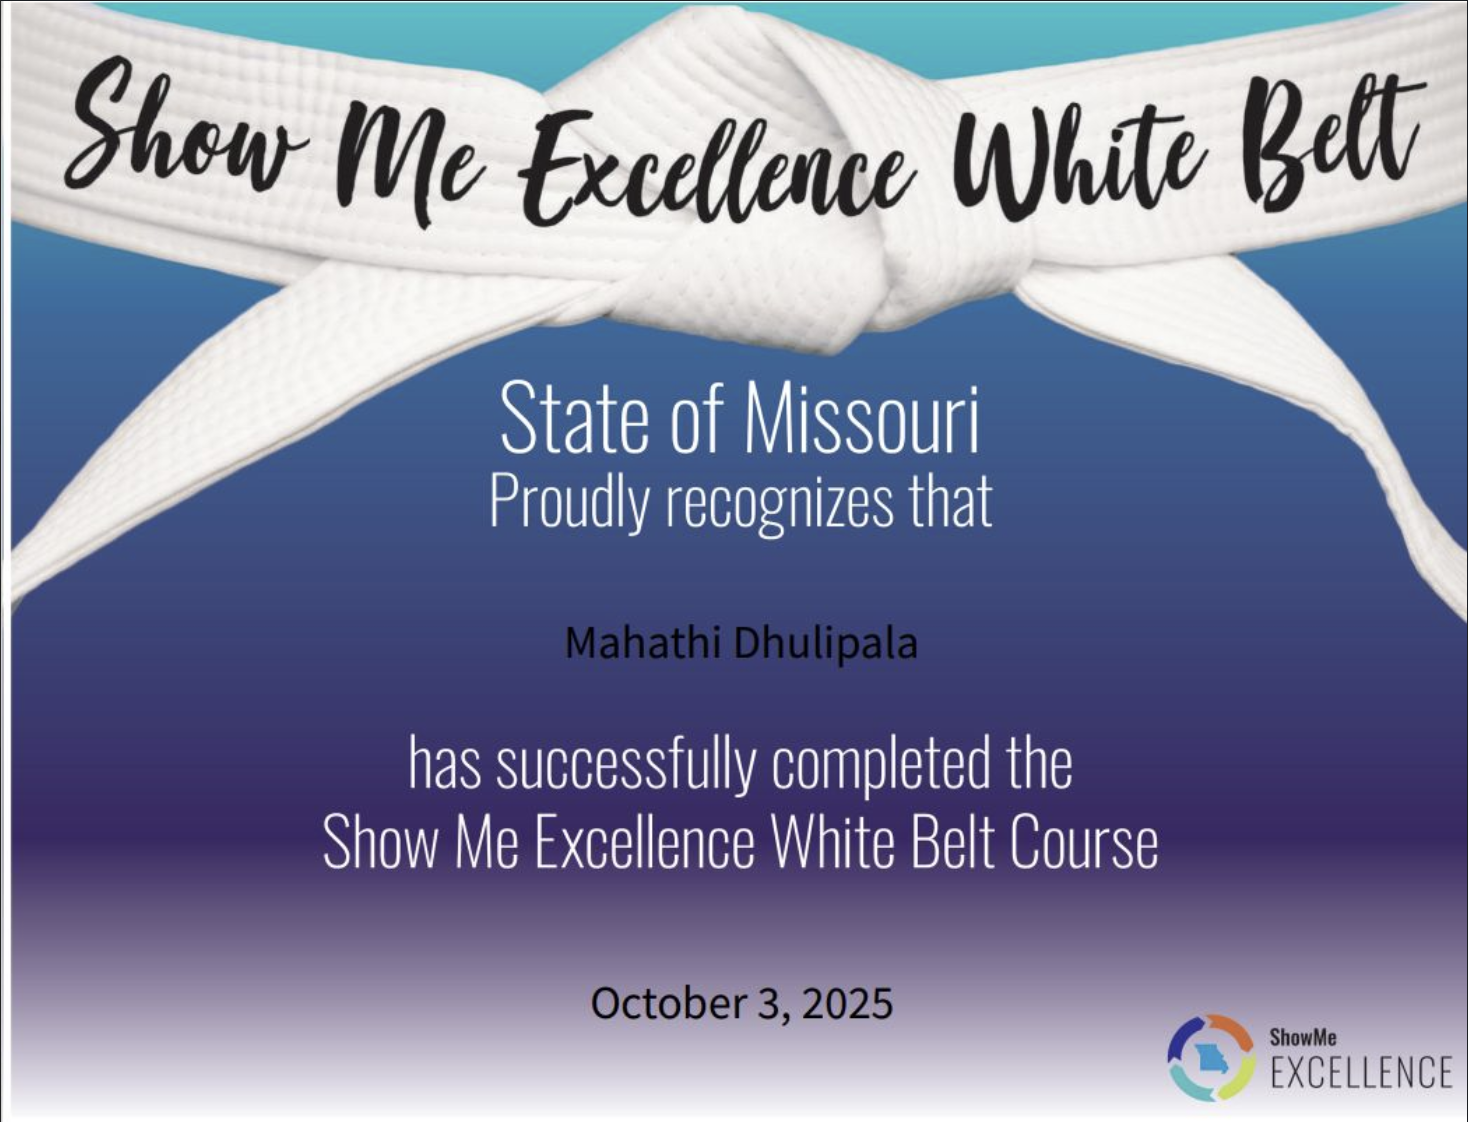 Show Me Excellence White Belt
State of Missouri
Proudly recognizes that
Mahathi Dhulipala
has successfully completed the
Show Me Excellence White Belt Course
October 3, 2025
ShowMe
EXCELLENCE